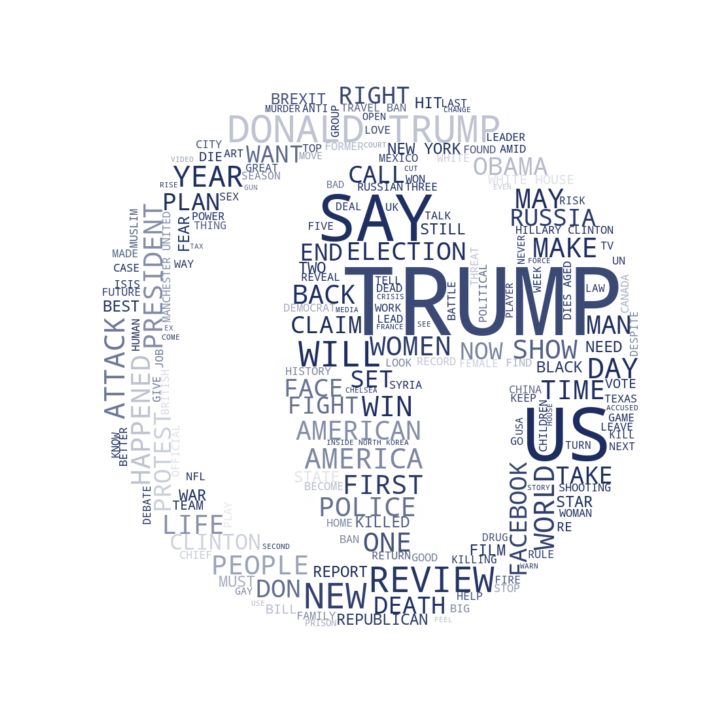 BREXIT RIGHT HIT LAST
MURDER ANTI GROUP TRAVEL BAN CHANGE
DONALD TRUMP OPEN LOVE LEADER
CITY FORMER COURT
VIDEO DIE ART WANT TOP MOVE NEW YORK FOUND AMID
MEXICO WHITE OBAMA
YEAR GREAT SEASON CALL CUT WON WHITE HOUSE
RISE GUN BAD RUSSIAN THREE EVEN
PLAN SEX SAY MAY RISK
MUSLIM POWER DEAL UK TALK RUSSIA
THING FEAR FIVE STILL HILLARY CLINTON
PRESIDENT TAX END ELECTION NEVER MAKE TV
MADE MANCHESTER UNITED THREAT FORCE UN
CASE WAY TWO REVEAL TRUMP
ISIS TELL POLITICAL WEEK DIES AGED LAW CANADA
FUTURE BACK DEAD CRISIS BATTLE PLAYER
BEST DEMOCRAT MEDIA WORK
CLAIM LEAD FRANCE SEE MAN DESPITE
ATTACK HUMAN EX COME
WILL WOMEN NOW SHOW NEED
JOB HISTORY LOOK RECORD FEMALE FIND BLACK DAY
GIVE FACE SET CHELSEA SYRIA CHINA TIME VOTE
HAPPENED BRITISH KEEP TEXAS
FIGHT WIN ACCUSED
PROTEST AMERICAN USA CHILDREN HOUSE US GAME
OFFICIAL INSIDE NORTH KOREA GO LEAVE KILL
KNOW BETTER AMERICA TURN NEXT
NFL STATE FIRST FACEBOOK WORLD TAKE
BECOME STORY SHOOTING
DEBATE WAR POLICE STAR
TEAM WOMAN
LIFE PLAY HOME KILLED RE
CLINTON BAN ONE DRUG
CHIEF SECOND RETURN GOOD FILM RULE
PEOPLE KILLING WARN
MUST REPORT REVIEW FIRE
GAY DON NEW HELP STOP
USE BILL DEATH BIG
FAMILY PRISON REPUBLICAN FEEL